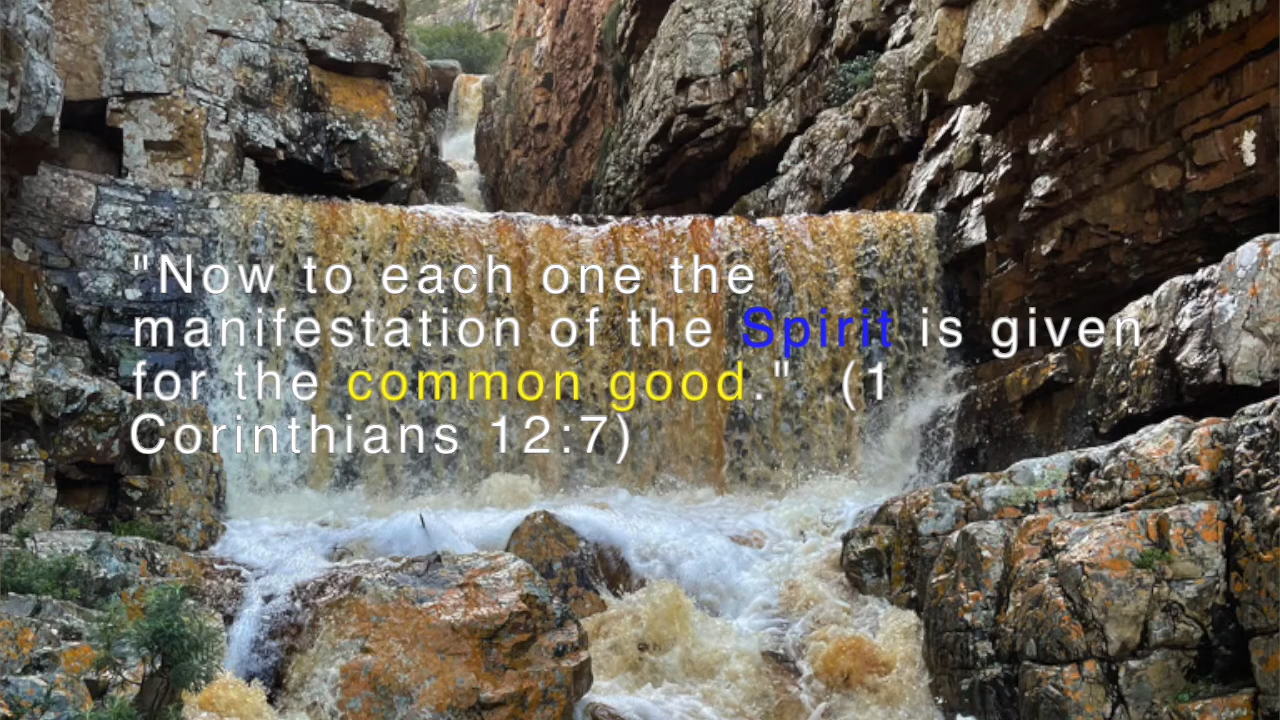 "Now to each one the
manifestation of the Spirit is given
for the common good."  (1
Corinthians 12:7)